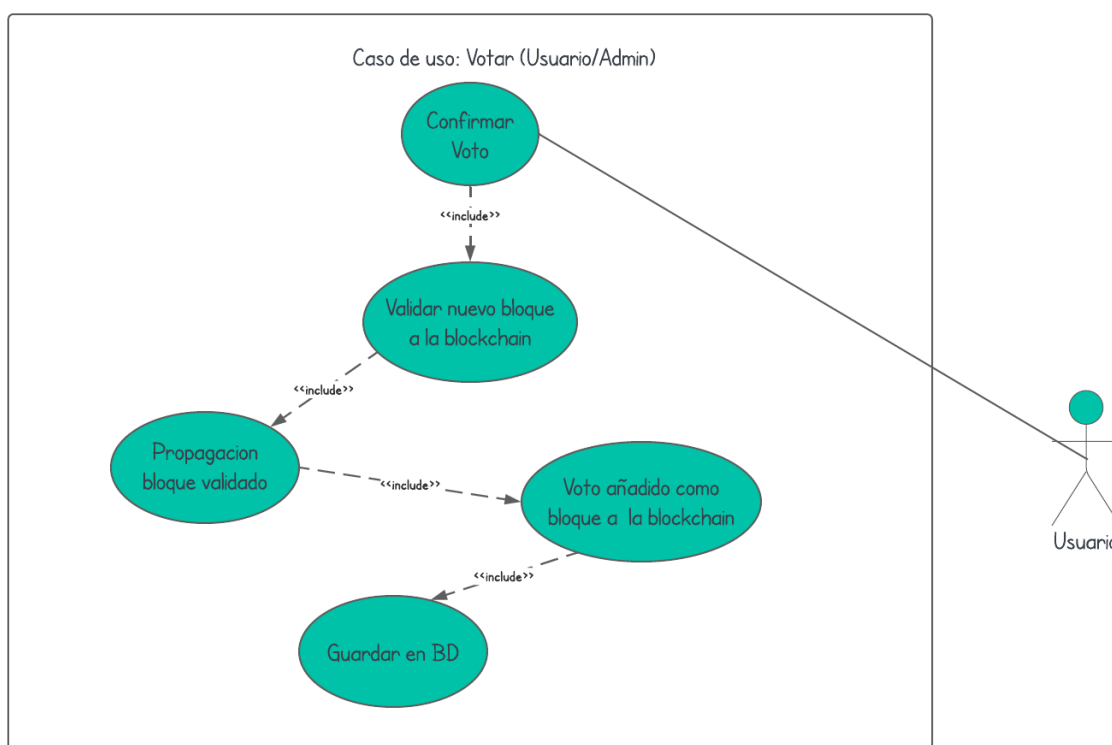 Caso de uso: Votar (Usuario/Admin)
Confirmar
Voto
<<include>>
Validar nuevo bloque
a la blockchain
<<include>>
Propagacion
bloque validado
<<include>>
Voto añadido como
bloque a la blockchain
<<include>>
Guardar en BD
Usuario